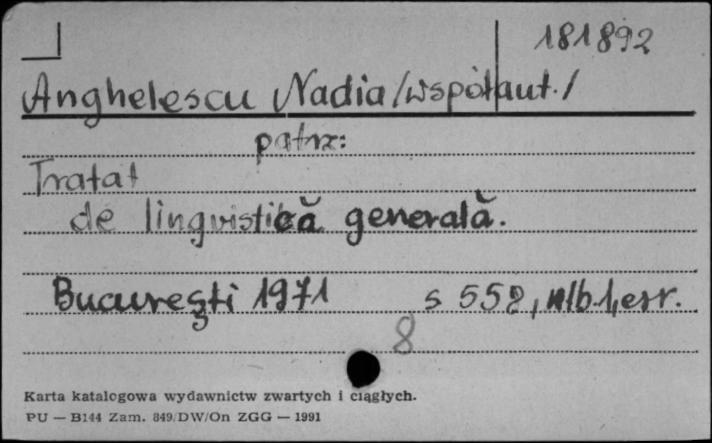 181892
Anghelescu Nadia /współaut./
patrz:
Tratat
de lingvistică generală.
Bucureşti 1971 s 552, nlb.1, err.
8
Karta katalogowa wydawnictw zwartych i ciągłych.
PU — B144 Zam. 849/DW/On ZGG — 1991